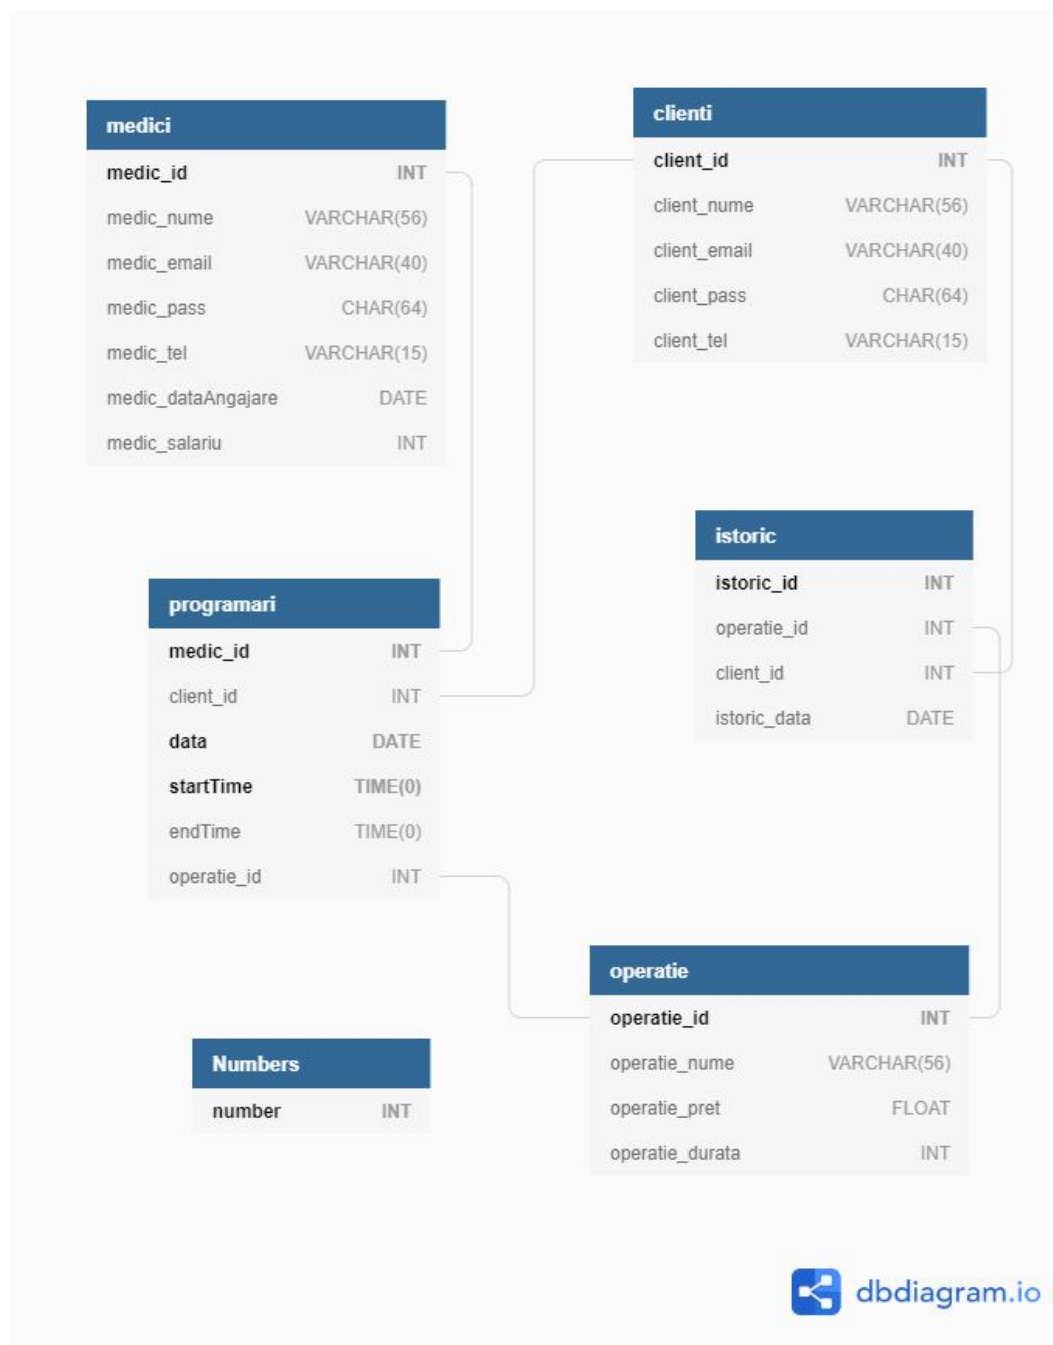 medici
medic_id INT
medic_nume VARCHAR(56)
medic_email VARCHAR(40)
medic_pass CHAR(64)
medic_tel VARCHAR(15)
medic_dataAngajare DATE
medic_salariu INT
clienti
client_id INT
client_nume VARCHAR(56)
client_email VARCHAR(40)
client_pass CHAR(64)
client_tel VARCHAR(15)
istoric
istoric_id INT
operatie_id INT
client_id INT
istoric_data DATE
programari
medic_id INT
client_id INT
data DATE
startTime TIME(0)
endTime TIME(0)
operatie_id INT
operatie
operatie_id INT
operatie_nume VARCHAR(56)
operatie_pret FLOAT
operatie_durata INT
Numbers
number INT
dbdiagram.io